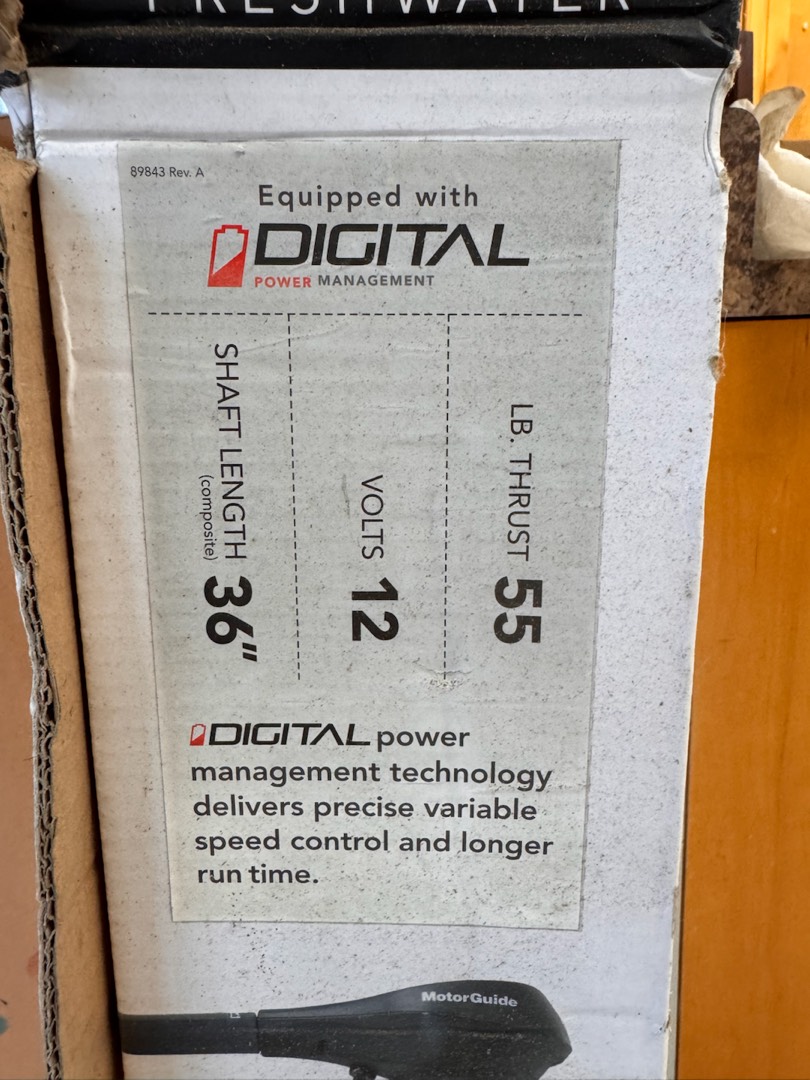 FRESHWATER
89843 Rev. A
Equipped with
DIGITAL
POWER MANAGEMENT
SHAFT LENGTH
(composite)
36"
VOLTS 12
LB. THRUST 55
DIGITAL power
management technology
delivers precise variable
speed control and longer
run time.
MotorGuide